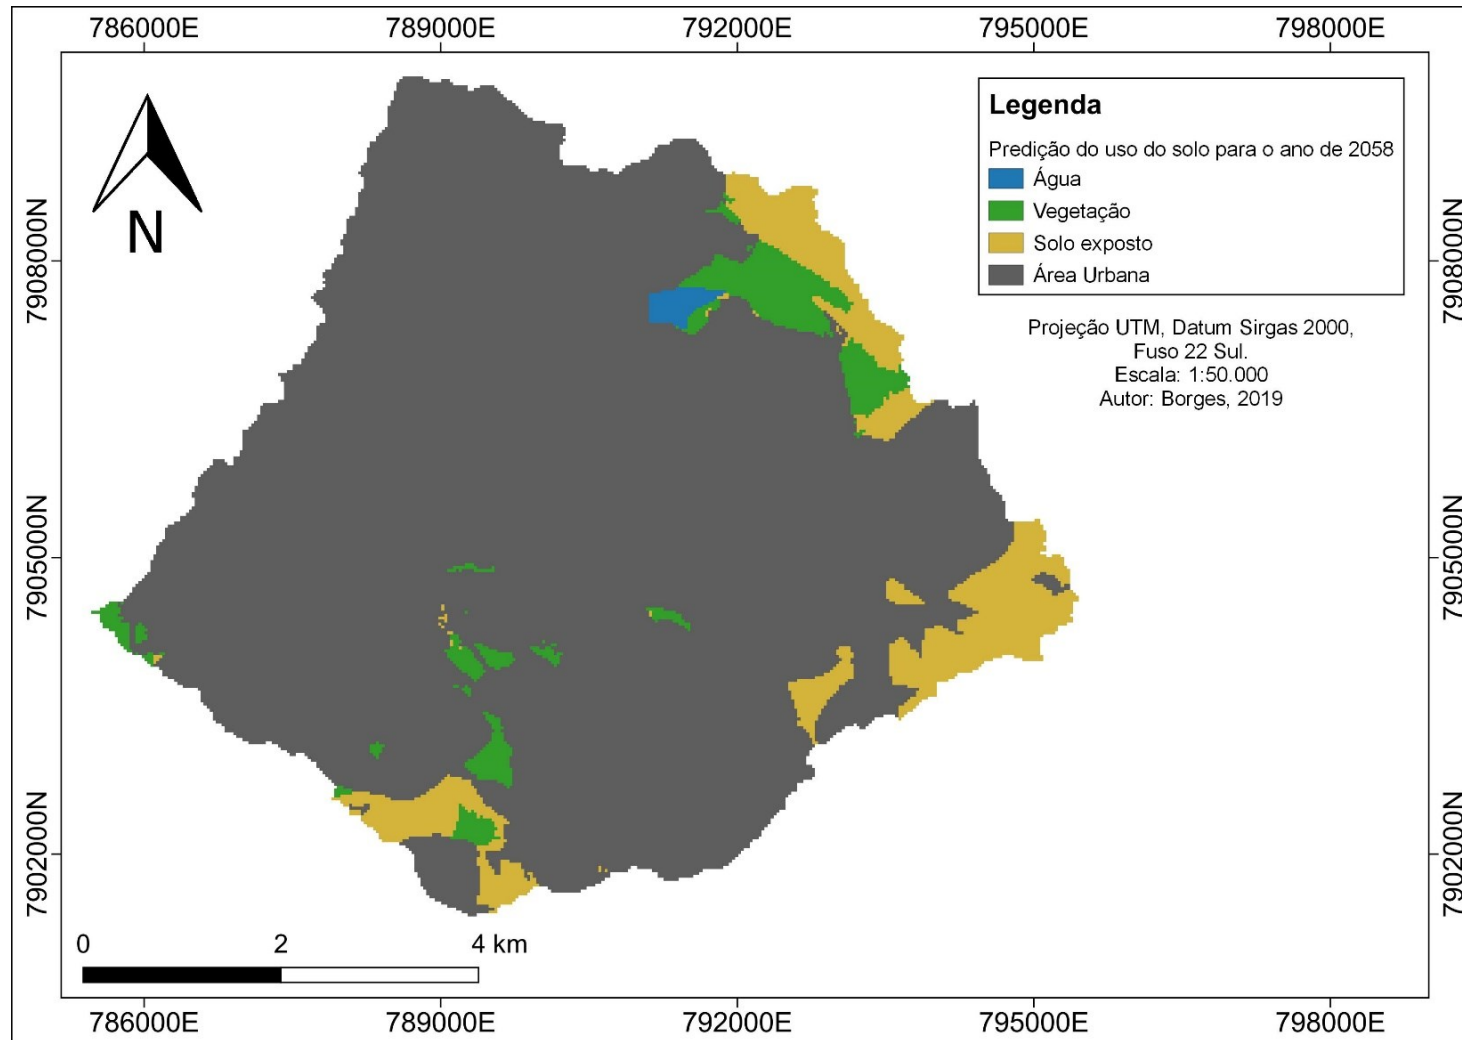 786000E 789000E 792000E 795000E 798000E
Legenda
Predição do uso do solo para o ano de 2058
Água
Vegetação
Solo exposto
Área Urbana
N
7908000N 7908000N
Projeção UTM, Datum Sirgas 2000,
Fuso 22 Sul.
Escala: 1:50.000
Autor: Borges, 2019
7905000N 7905000N
7902000N 7902000N
0 2 4 km
786000E 789000E 792000E 795000E 798000E